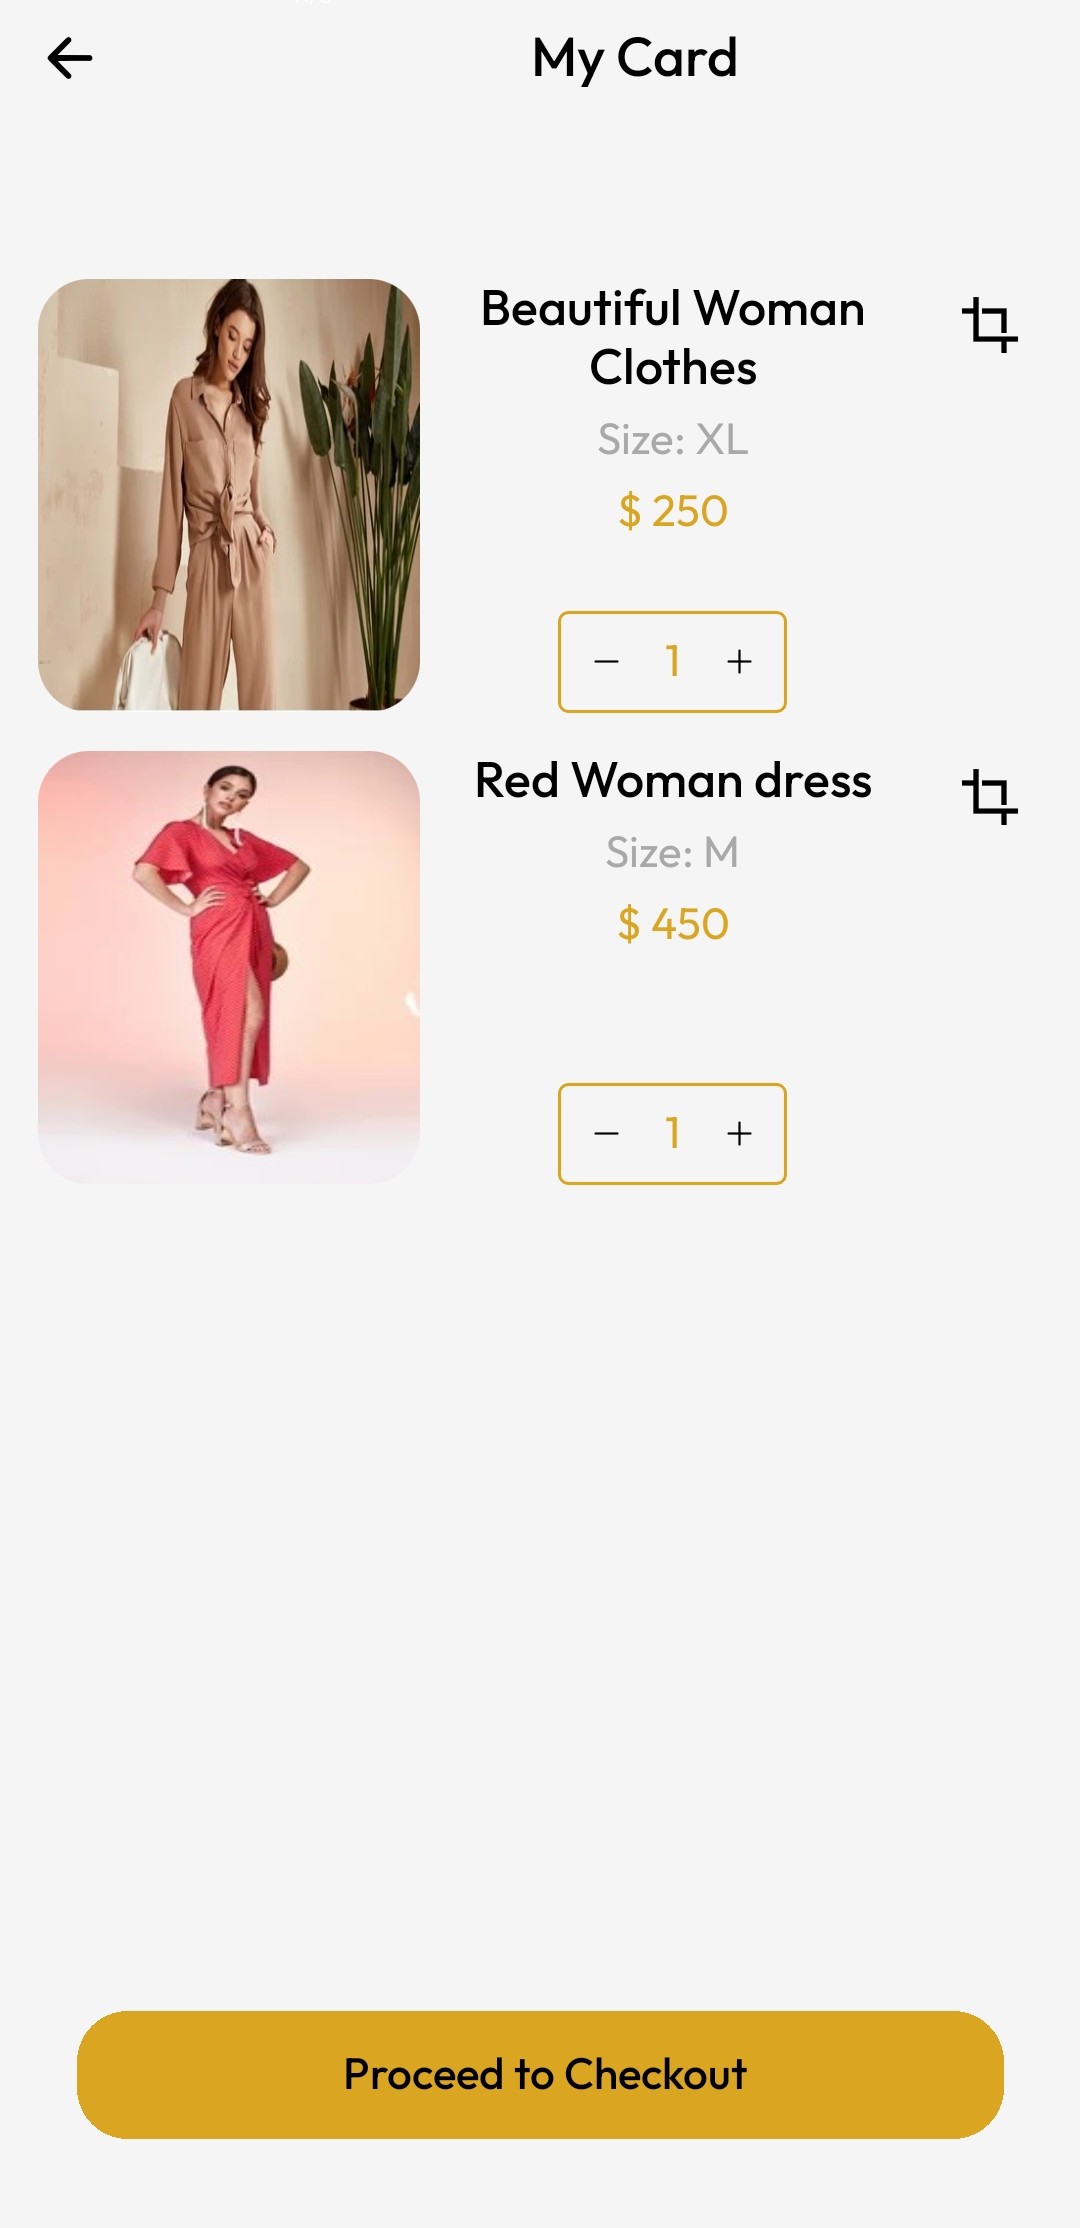 My Card
Beautiful Woman
Clothes
Size: XL
$ 250
− 1 +
Red Woman dress
Size: M
$ 450
− 1 +
Proceed to Checkout